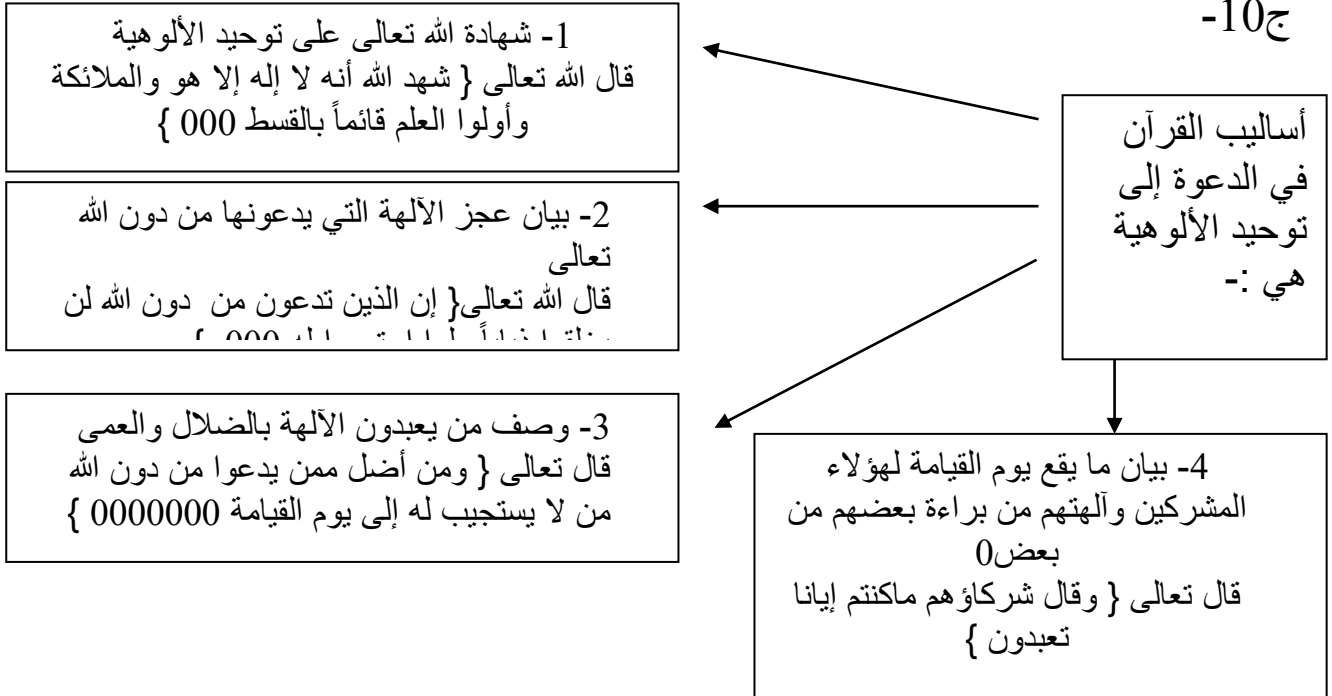 ج10-
أساليب القرآن
في الدعوة إلى
توحيد الألوهية
هي :-
1- شهادة الله تعالى على توحيد الألوهية
قال الله تعالى { شهد الله أنه لا إله إلا هو والملائكة
وأولوا العلم قائماً بالقسط 000 }
2- بيان عجز الآلهة التي يدعونها من دون الله
تعالى
قال الله تعالى{ إن الذين تدعون من دون الله لن
000 }
3- وصف من يعبدون الآلهة بالضلال والعمى
قال تعالى { ومن أضل ممن يدعوا من دون الله
من لا يستجيب له إلى يوم القيامة 0000000 }
4- بيان ما يقع يوم القيامة لهؤلاء
المشركين وآلهتهم من براءة بعضهم من
بعض0
قال تعالى { وقال شركاؤهم ماكنتم إيانا
تعبدون }